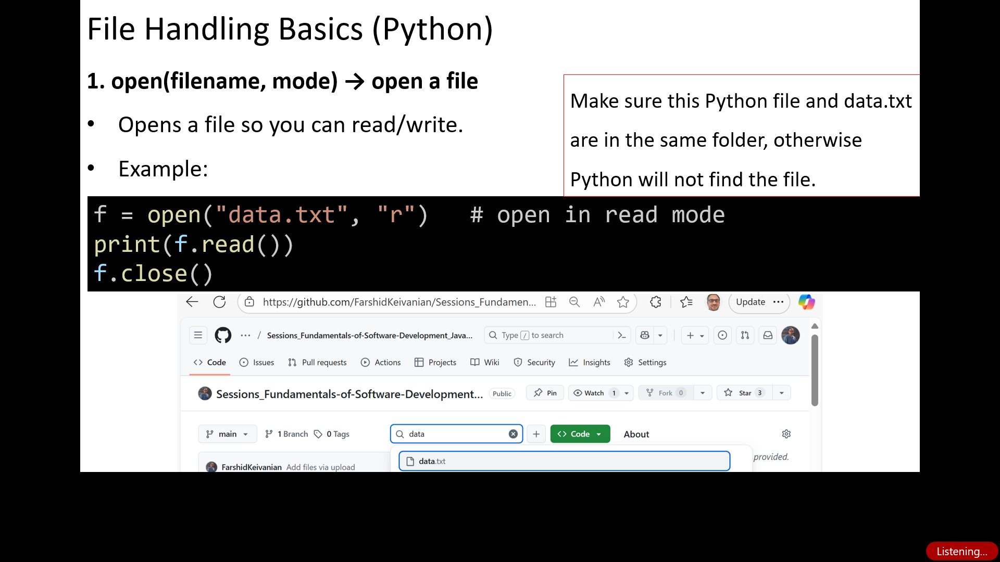 File Handling Basics (Python)
1. open(filename, mode) → open a file
• Opens a file so you can read/write.
• Example:
Make sure this Python file and data.txt
are in the same folder, otherwise
Python will not find the file.
f = open("data.txt", "r")   # open in read mode
print(f.read())
f.close()
https://github.com/FarshidKeivanian/Sessions_Fundamen... Update ...
... / Sessions_Fundamentals-of-Software-Development_Java... Type / to search
Code Issues Pull requests Actions Projects Wiki Security Insights Settings
Sessions_Fundamentals-of-Software-Development... Public Pin Watch 1 Fork 0 Star 3
main 1 Branch 0 Tags data + Code About
data.txt provided.
FarshidKeivanian Add files via upload
Listening...